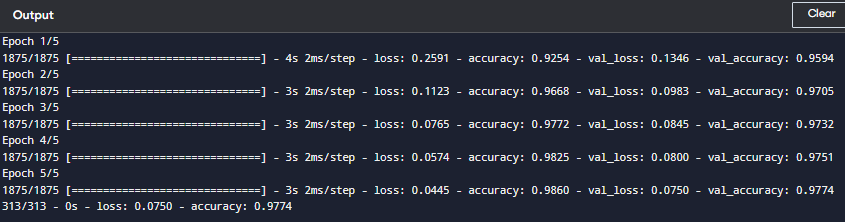 Output
Clear
Epoch 1/5
1875/1875 [==============================] - 4s 2ms/step - loss: 0.2591 - accuracy: 0.9254 - val_loss: 0.1346 - val_accuracy: 0.9594
Epoch 2/5
1875/1875 [==============================] - 3s 2ms/step - loss: 0.1123 - accuracy: 0.9668 - val_loss: 0.0983 - val_accuracy: 0.9705
Epoch 3/5
1875/1875 [==============================] - 3s 2ms/step - loss: 0.0765 - accuracy: 0.9772 - val_loss: 0.0845 - val_accuracy: 0.9732
Epoch 4/5
1875/1875 [==============================] - 3s 2ms/step - loss: 0.0574 - accuracy: 0.9825 - val_loss: 0.0800 - val_accuracy: 0.9751
Epoch 5/5
1875/1875 [==============================] - 3s 2ms/step - loss: 0.0445 - accuracy: 0.9860 - val_loss: 0.0750 - val_accuracy: 0.9774
313/313 - 0s - loss: 0.0750 - accuracy: 0.9774